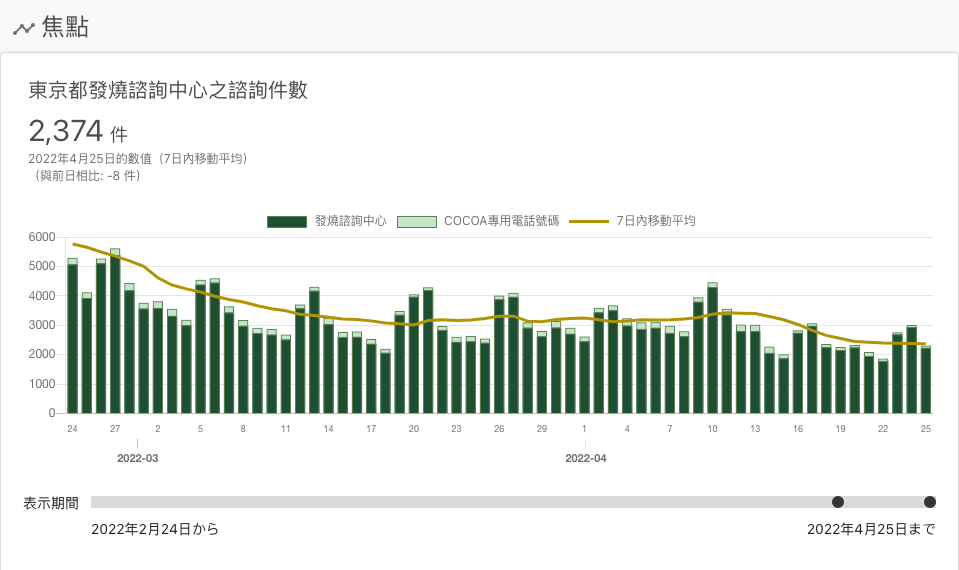 焦點
東京都發燒諮詢中心之諮詢件數
2,374 件
2022年4月25日的數值（7日內移動平均）
（與前日相比: -8 件）
發燒諮詢中心 COCOA專用電話號碼 7日內移動平均
6000
5000
4000
3000
2000
1000
0
24 27 2 5 8 11 14 17 20 23 26 29 1 4 7 10 13 16 19 22 25
2022-03 2022-04
表示期間
2022年2月24日から 2022年4月25日まで